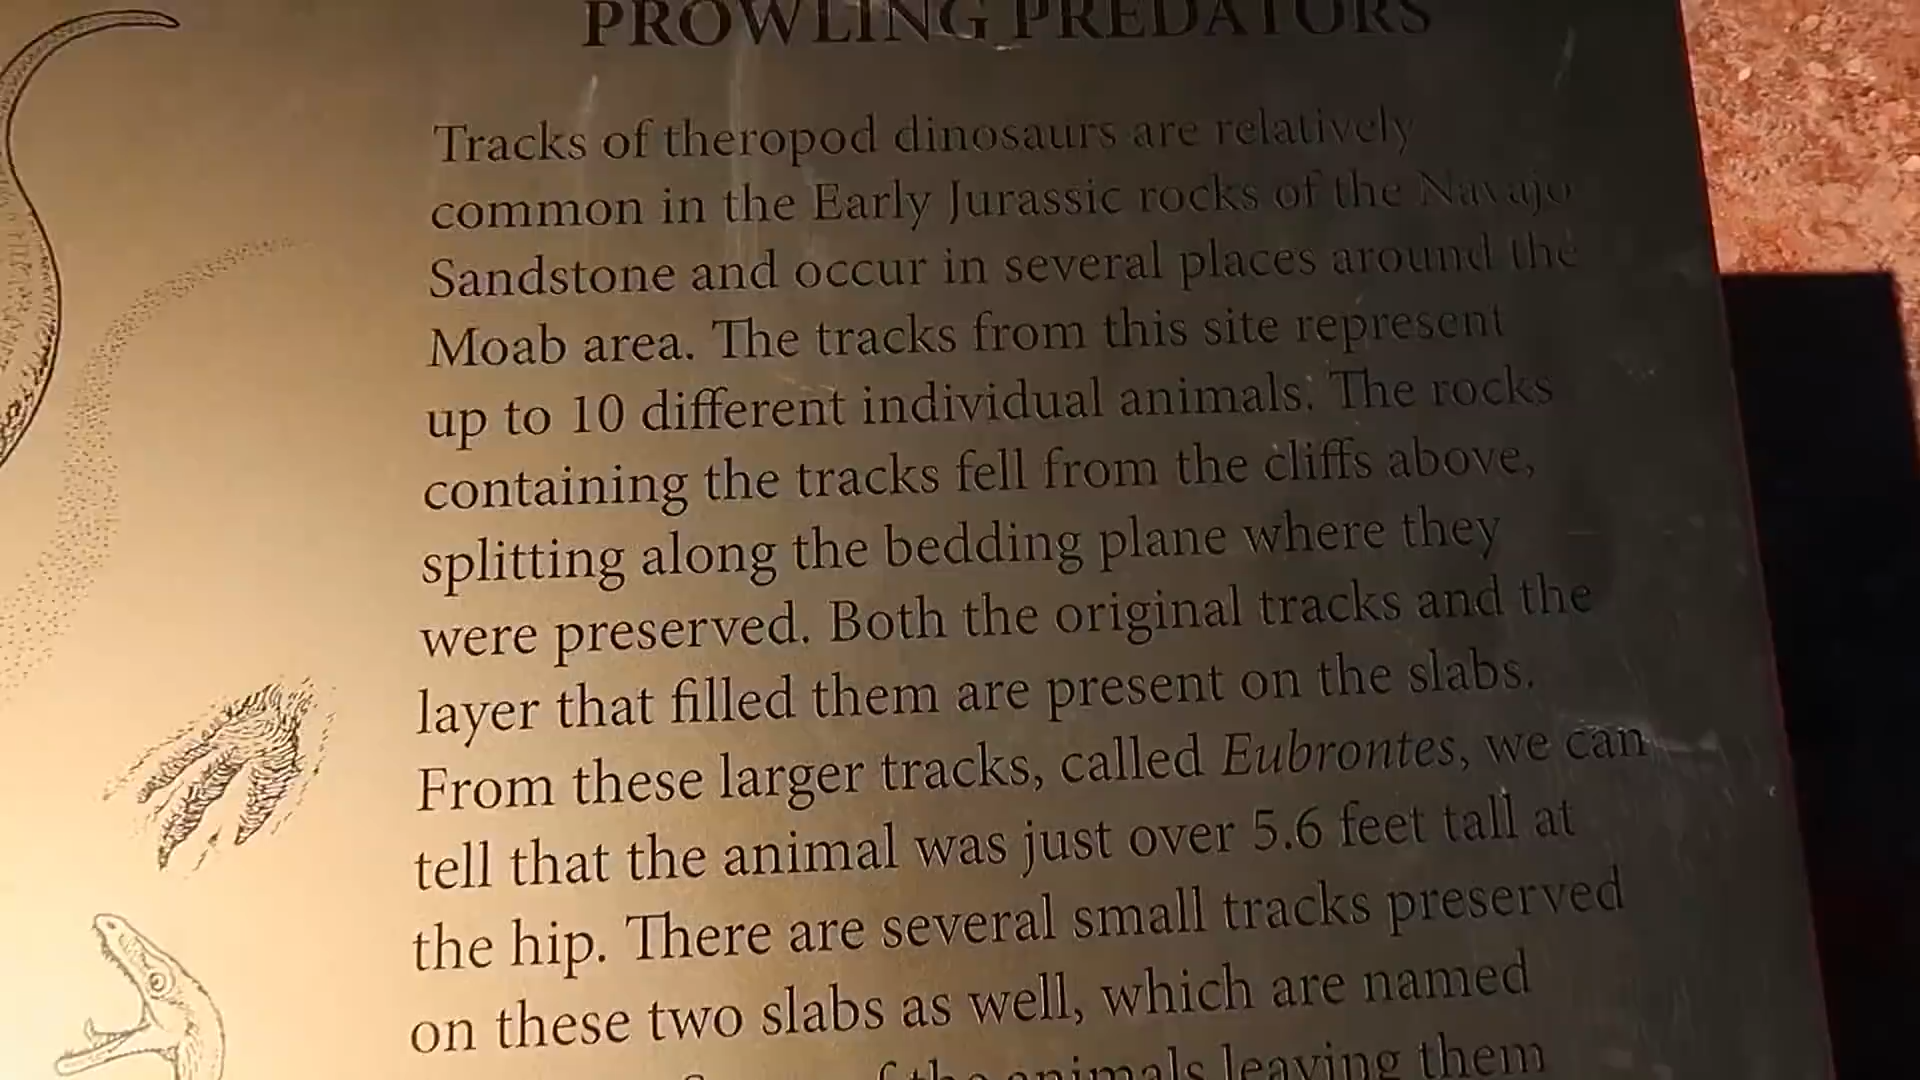 PROWLING PREDATORS
Tracks of theropod dinosaurs are relatively
common in the Early Jurassic rocks of the Navajo
Sandstone and occur in several places around the
Moab area. The tracks from this site represent
up to 10 different individual animals. The rocks
containing the tracks fell from the cliffs above,
splitting along the bedding plane where they
were preserved. Both the original tracks and the
layer that filled them are present on the slabs.
From these larger tracks, called Eubrontes, we can
tell that the animal was just over 5.6 feet tall at
the hip. There are several small tracks preserved
on these two slabs as well, which are named
of the animals leaving them